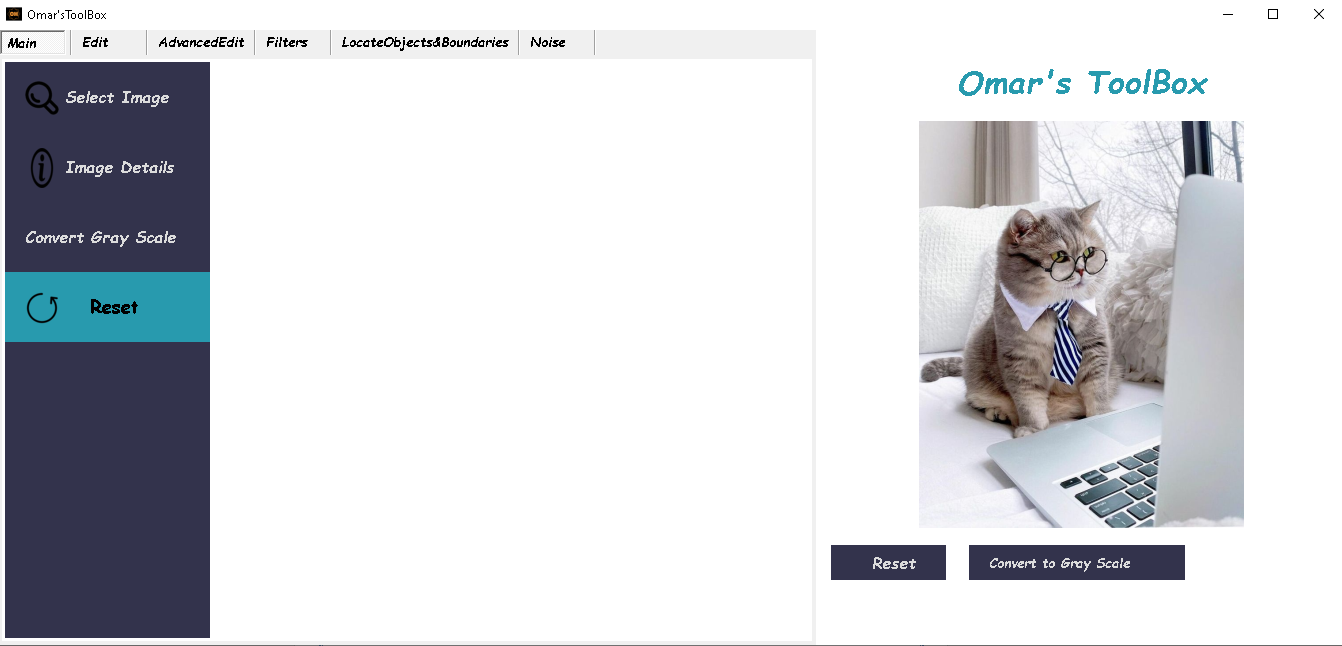 Omar'sToolBox
Main Edit AdvancedEdit Filters LocateObjects&Boundaries Noise
Select Image
Image Details
Convert Gray Scale
Reset
Omar's ToolBox
Reset Convert to Gray Scale